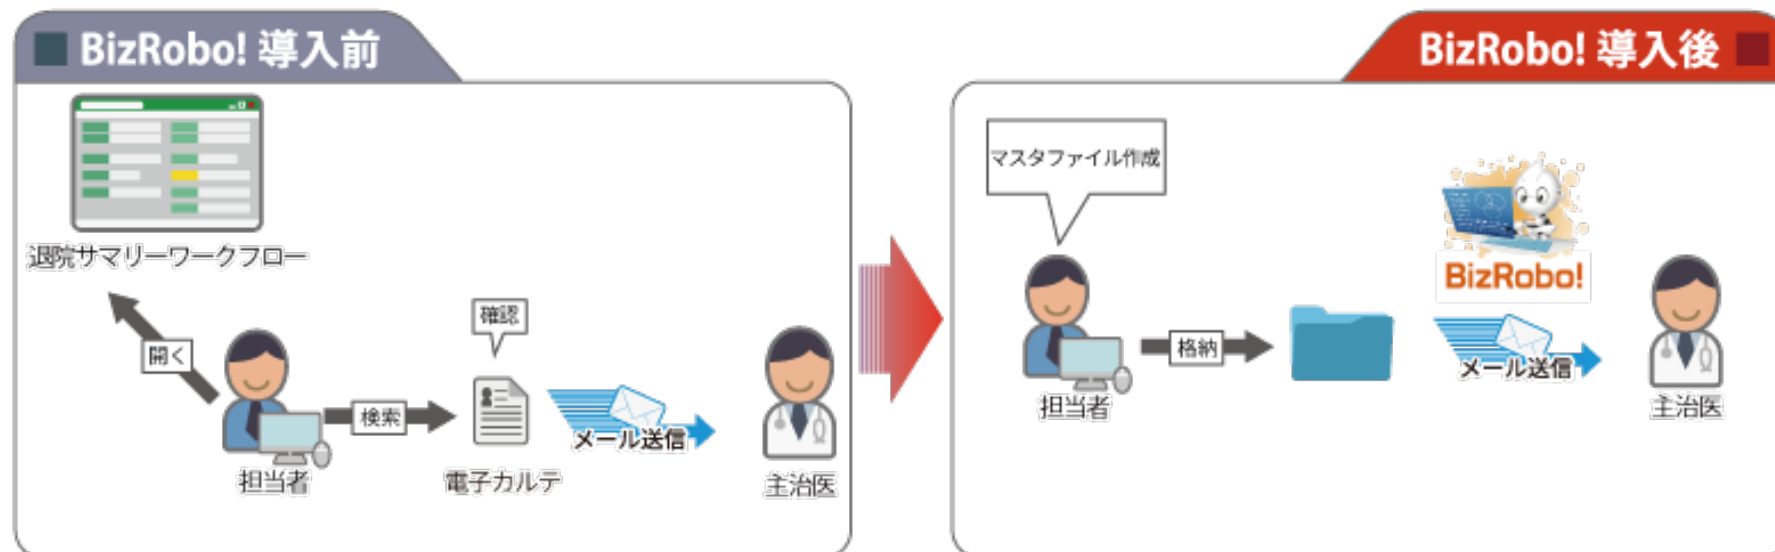 BizRobo! 導入前
退院サマリーワークフロー
開く
確認
検索
メール送信
担当者
電子カルテ
主治医
BizRobo! 導入後
マスタファイル作成
BizRobo!
格納
メール送信
担当者
主治医